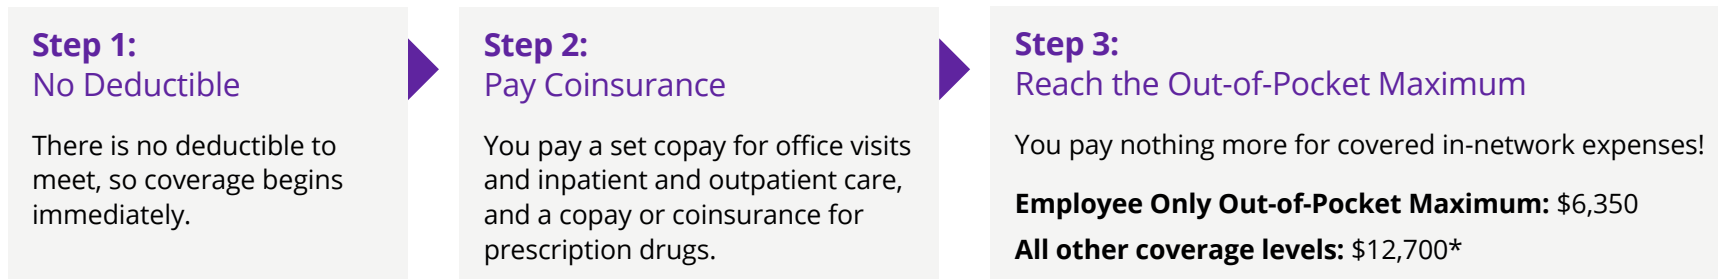 Step 1:
No Deductible
There is no deductible to
meet, so coverage begins
immediately.
Step 2:
Pay Coinsurance
You pay a set copay for office visits
and inpatient and outpatient care,
and a copay or coinsurance for
prescription drugs.
Step 3:
Reach the Out-of-Pocket Maximum
You pay nothing more for covered in-network expenses!
Employee Only Out-of-Pocket Maximum: $6,350
All other coverage levels: $12,700*